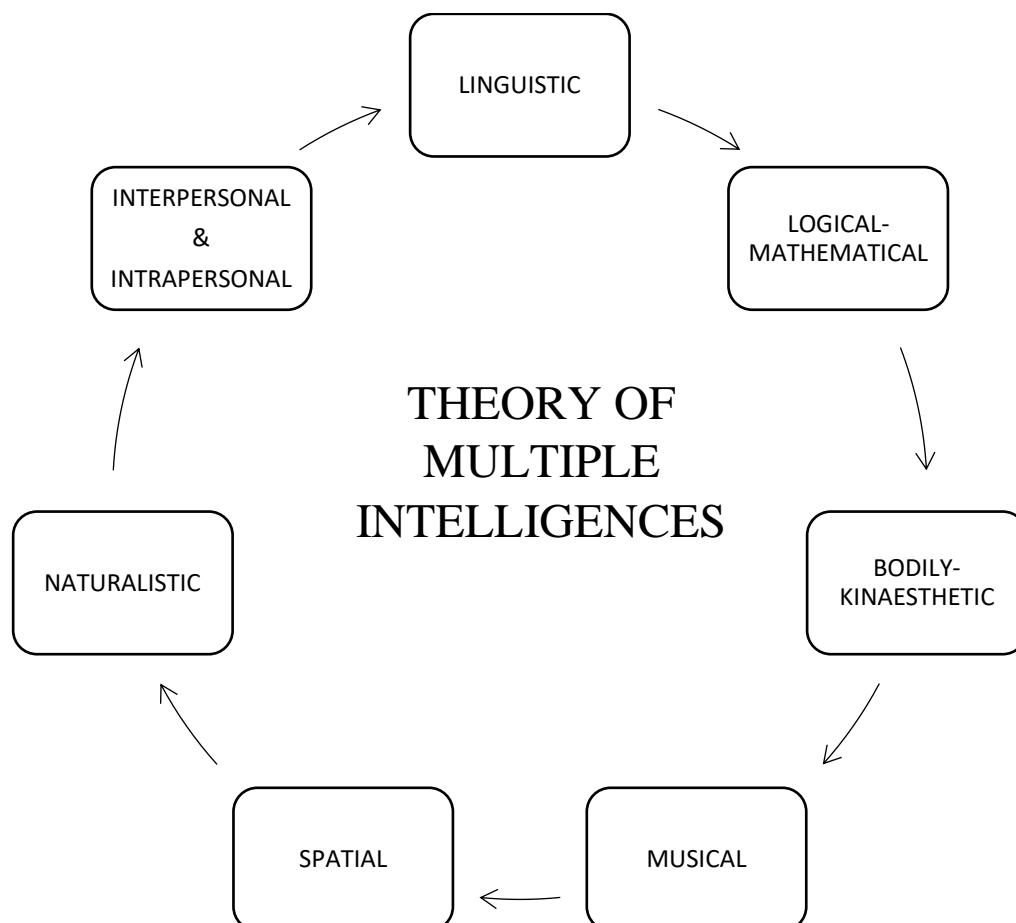 LINGUISTIC
INTERPERSONAL
&
INTRAPERSONAL
LOGICAL-
MATHEMATICAL
THEORY OF
MULTIPLE
INTELLIGENCES
NATURALISTIC
BODILY-
KINAESTHETIC
SPATIAL
MUSICAL